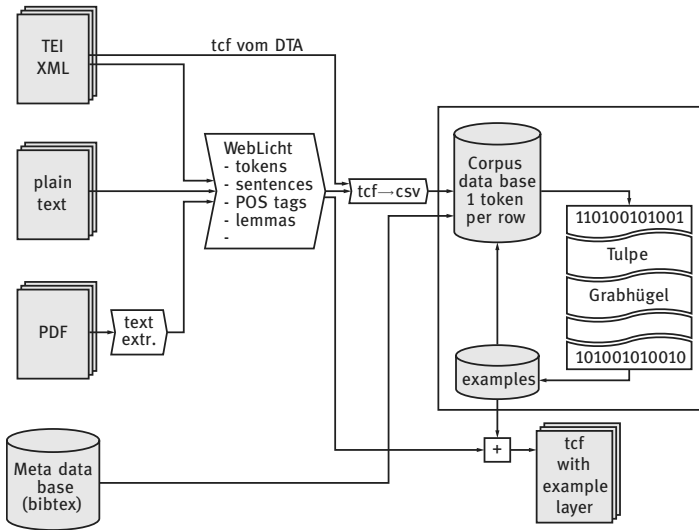 TEI
XML
tcf vom DTA
plain
text
PDF
text
extr.
WebLicht
- tokens
- sentences
- POS tags
- lemmas
-
tcf→csv
Corpus
data base
1 token
per row
110100101001
Tulpe
Grabhügel
101001010010
examples
+
Meta data
base
(bibtex)
tcf
with
example
layer